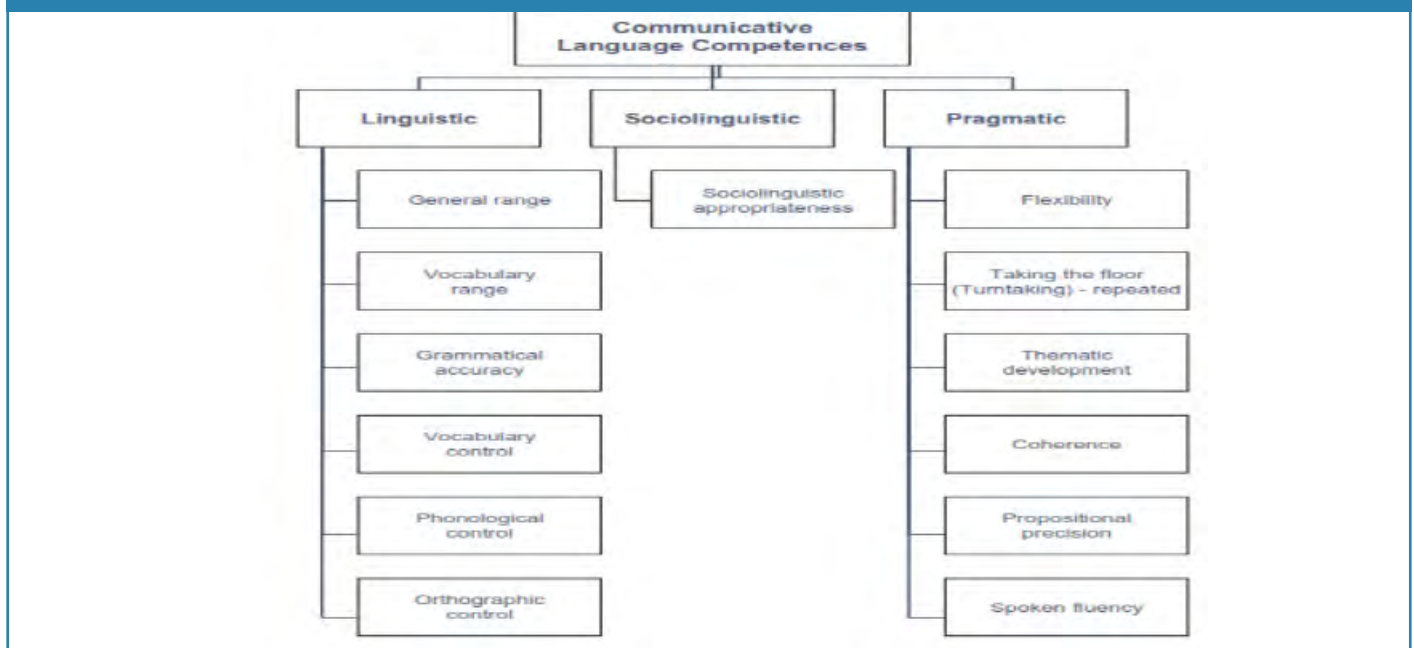 Communicative
Language Competences
Linguistic
Sociolinguistic
Pragmatic
General range
Sociolinguistic
appropriateness
Flexibility
Vocabulary
range
Taking the floor
(Turntaking) - repeated
Grammatical
accuracy
Thematic
development
Vocabulary
control
Coherence
Phonological
control
Propositional
precision
Orthographic
control
Spoken fluency